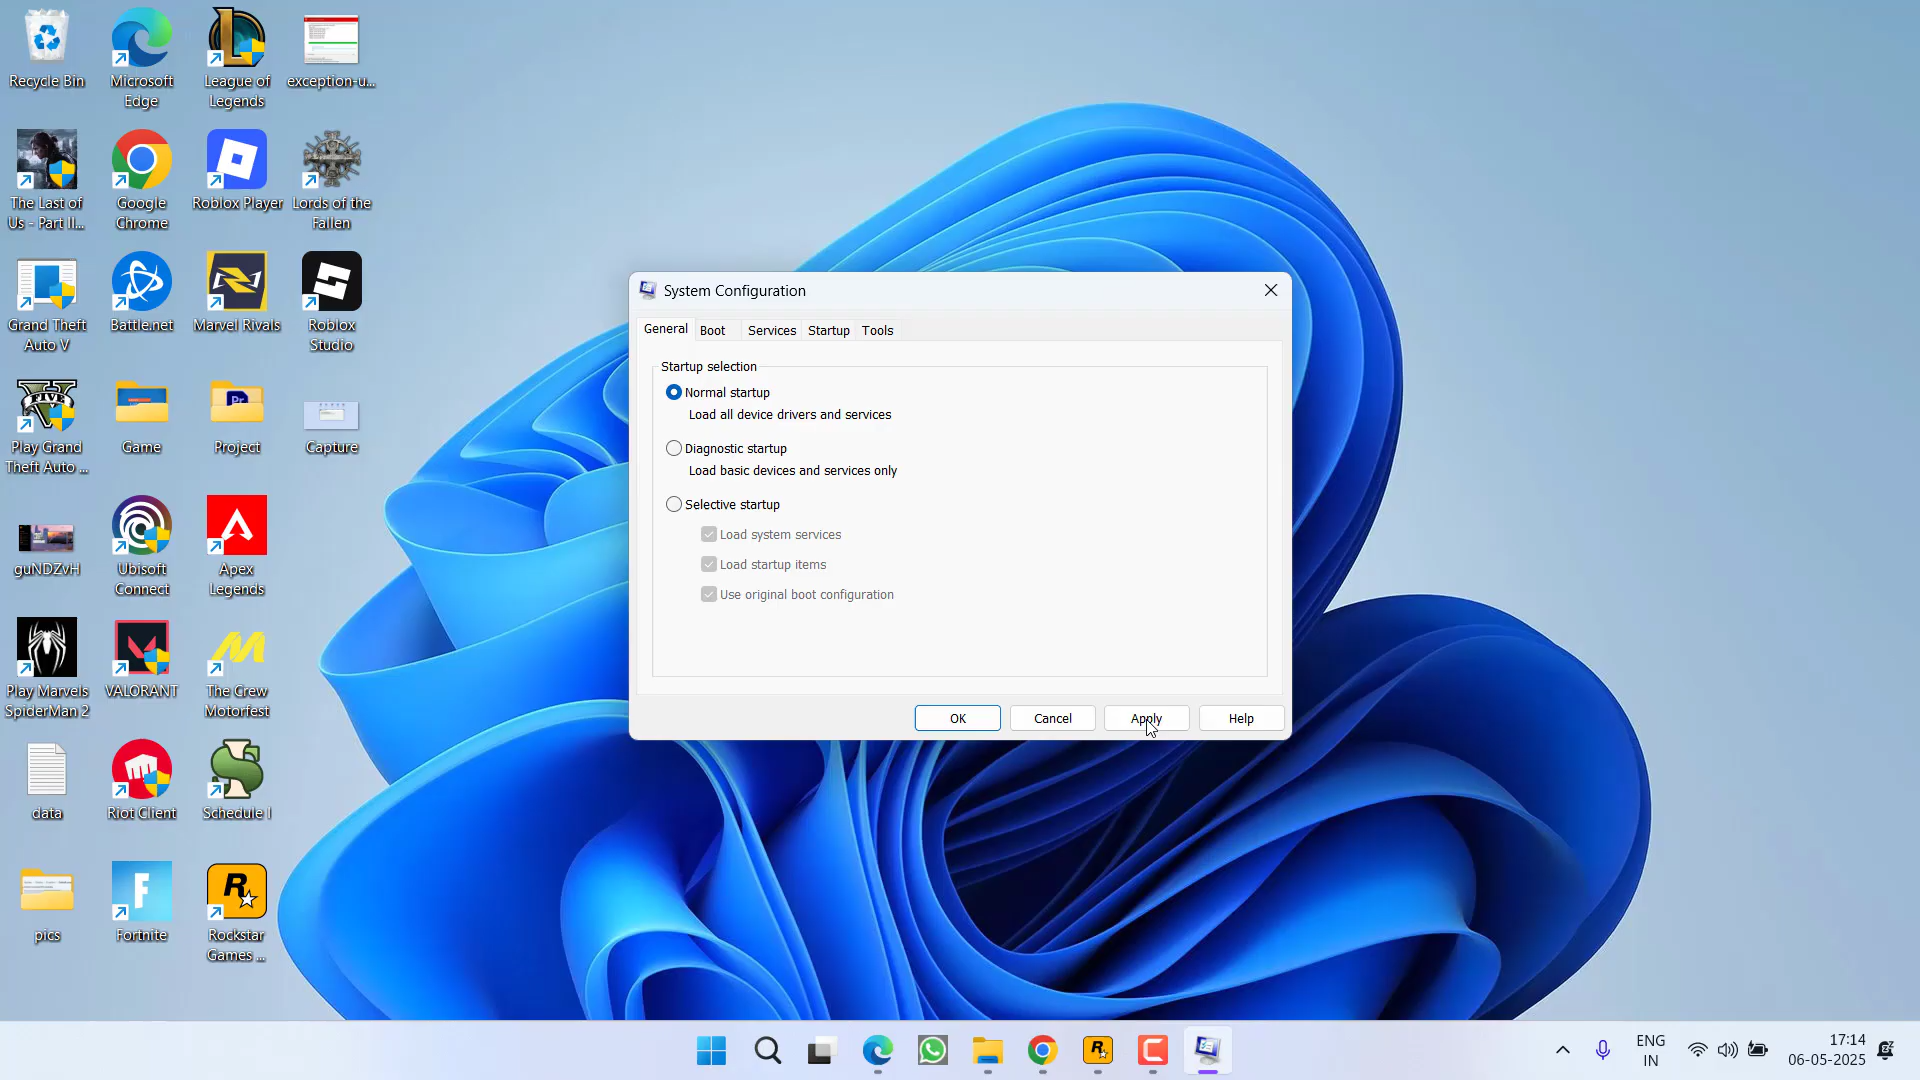 Recycle Bin
Microsoft
Edge
League of
Legends
exception-u...
The Last of
Us - Part II...
Google
Chrome
Roblox Player
Lords of the
Fallen
Grand Theft
Auto V
Battle.net
Marvel Rivals
Roblox
Studio
Play Grand
Theft Auto ...
Game
Project
Capture
guNDZvH
Ubisoft
Connect
Apex
Legends
Play Marvels
SpiderMan 2
VALORANT
The Crew
Motorfest
data
Riot Client
Schedule I
pics
Fortnite
Rockstar
Games ...
System Configuration
General
Boot
Services
Startup
Tools
Startup selection
Normal startup
Load all device drivers and services
Diagnostic startup
Load basic devices and services only
Selective startup
Load system services
Load startup items
Use original boot configuration
OK
Cancel
Apply
Help
ENG
IN
17:14
06-05-2025